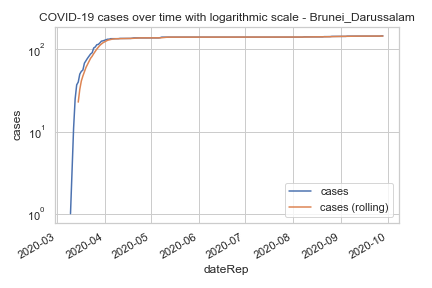 COVID-19 cases over time with logarithmic scale - Brunei_Darussalam
10²
10¹
10⁰
cases
2020-03
2020-04
2020-05
2020-06
2020-07
2020-08
2020-09
2020-10
dateRep
cases
cases (rolling)